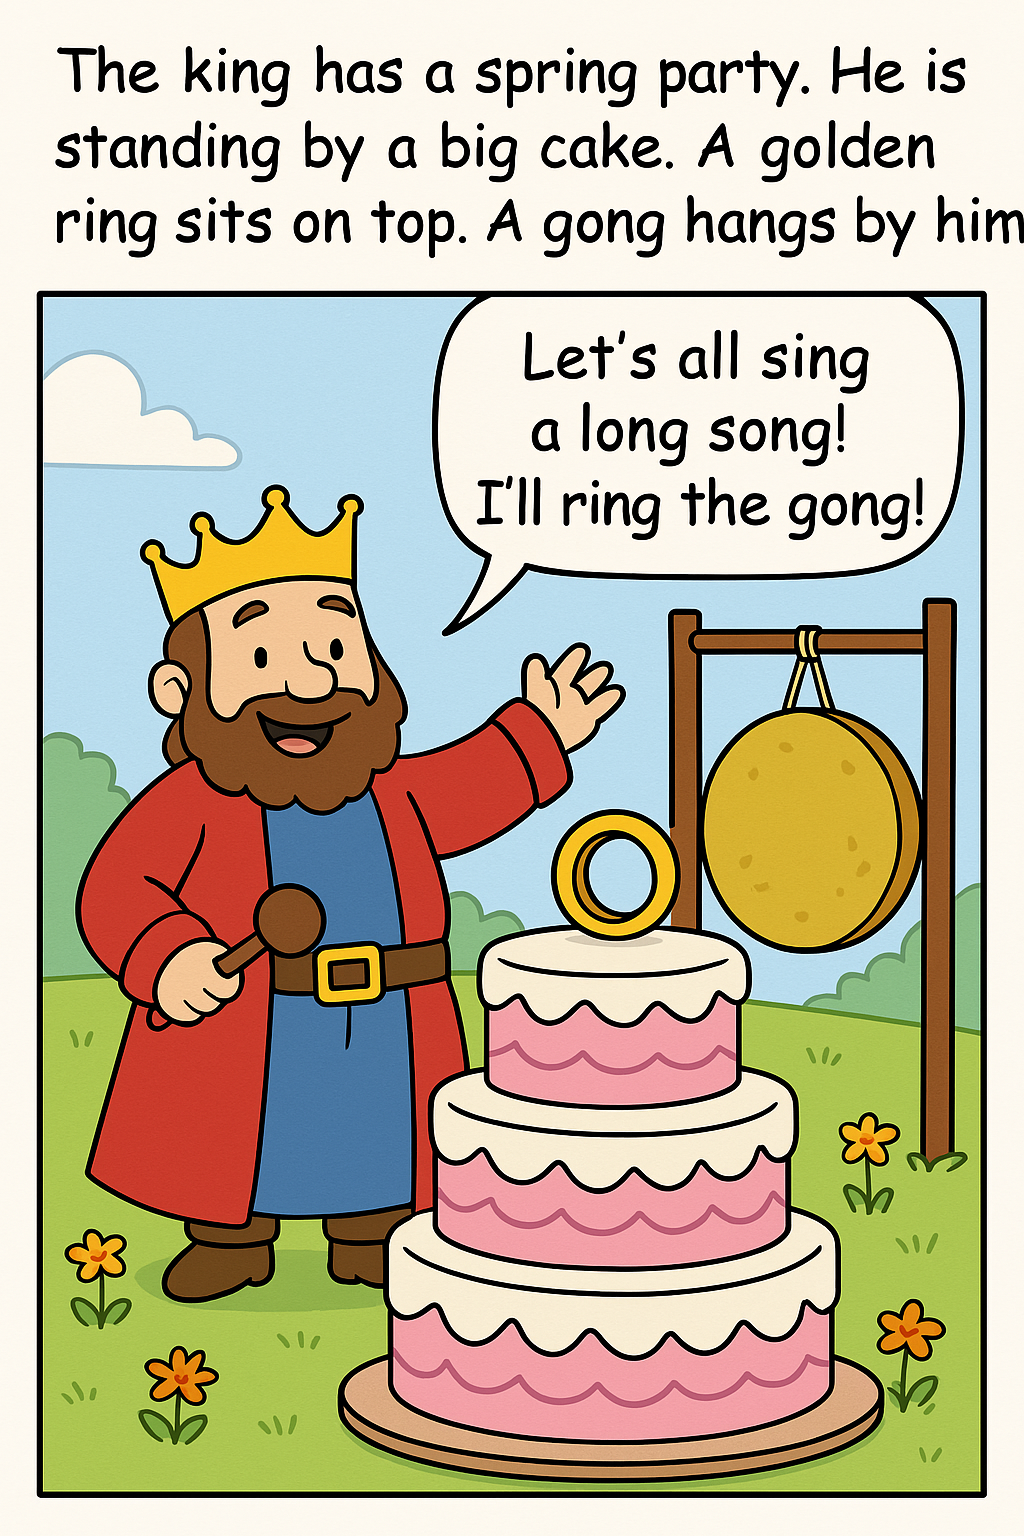 The king has a spring party. He is
standing by a big cake. A golden
ring sits on top. A gong hangs by him
Let's all sing
a long song!
I'll ring the gong!